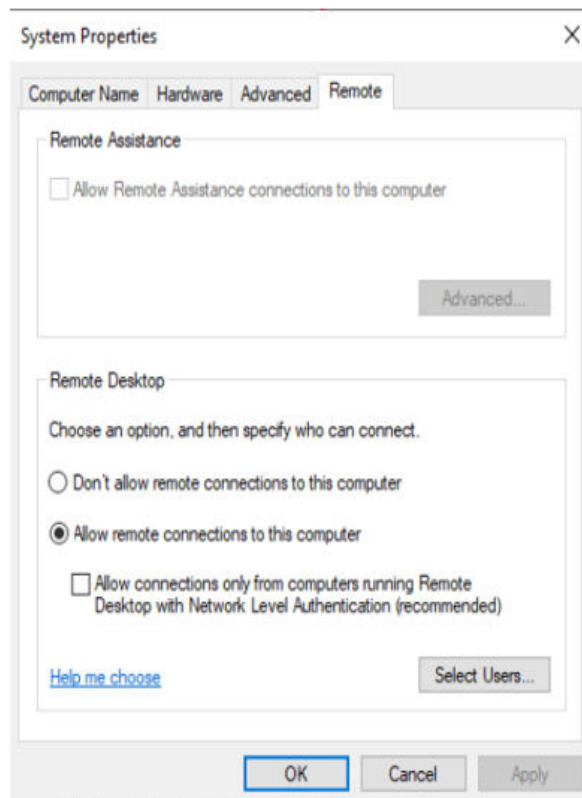 System Properties
Computer Name Hardware Advanced Remote
Remote Assistance
Allow Remote Assistance connections to this computer
Advanced...
Remote Desktop
Choose an option, and then specify who can connect.
Don't allow remote connections to this computer
Allow remote connections to this computer
Allow connections only from computers running Remote
Desktop with Network Level Authentication (recommended)
Help me choose
Select Users...
OK Cancel Apply